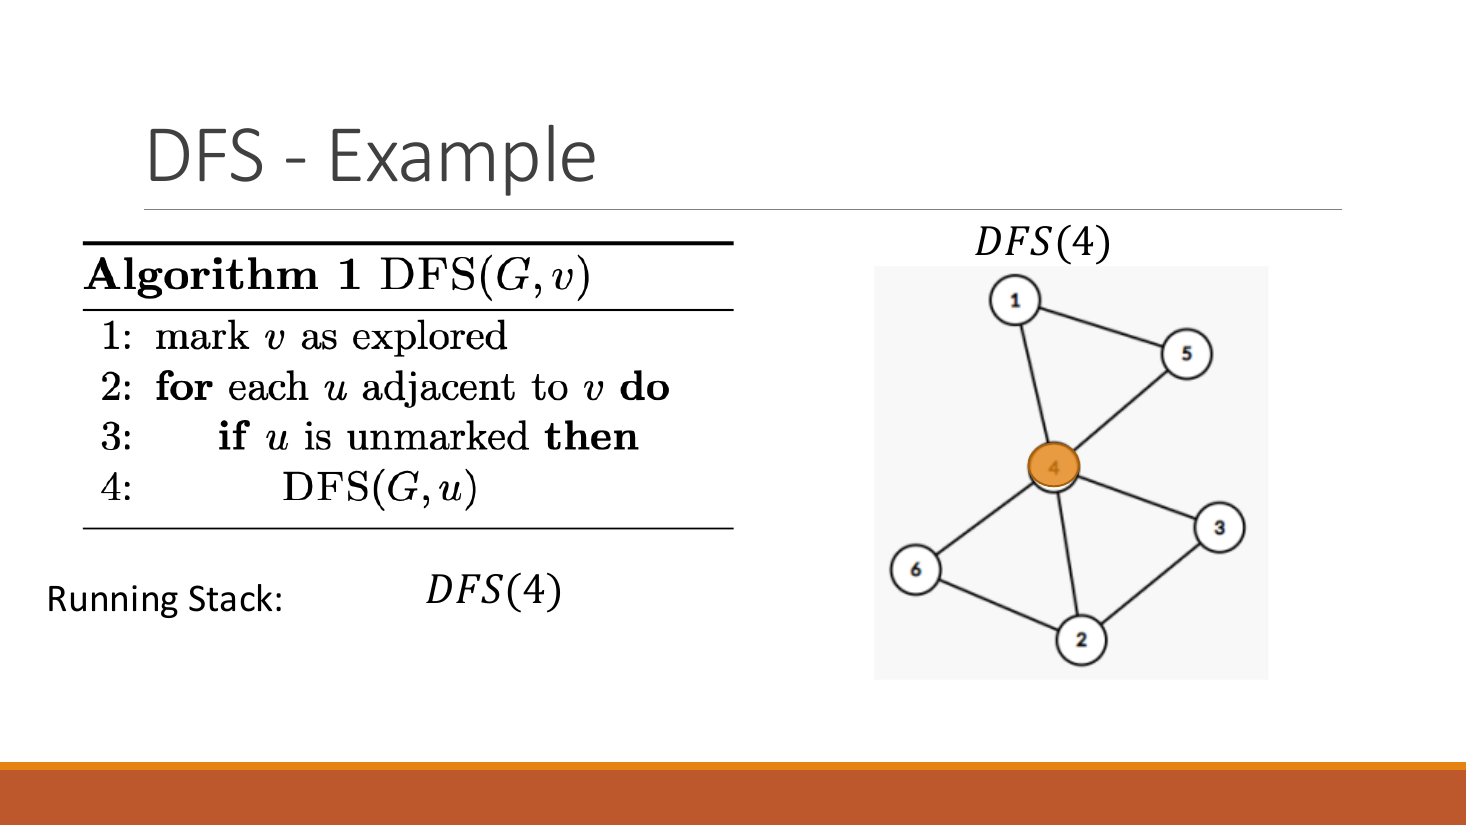 DFS - Example
Algorithm 1 DFS(G, v)
1: mark v as explored
2: for each u adjacent to v do
3: if u is unmarked then
4: DFS(G, u)
Running Stack: DFS(4)
DFS(4)
1
5
4
3
6
2